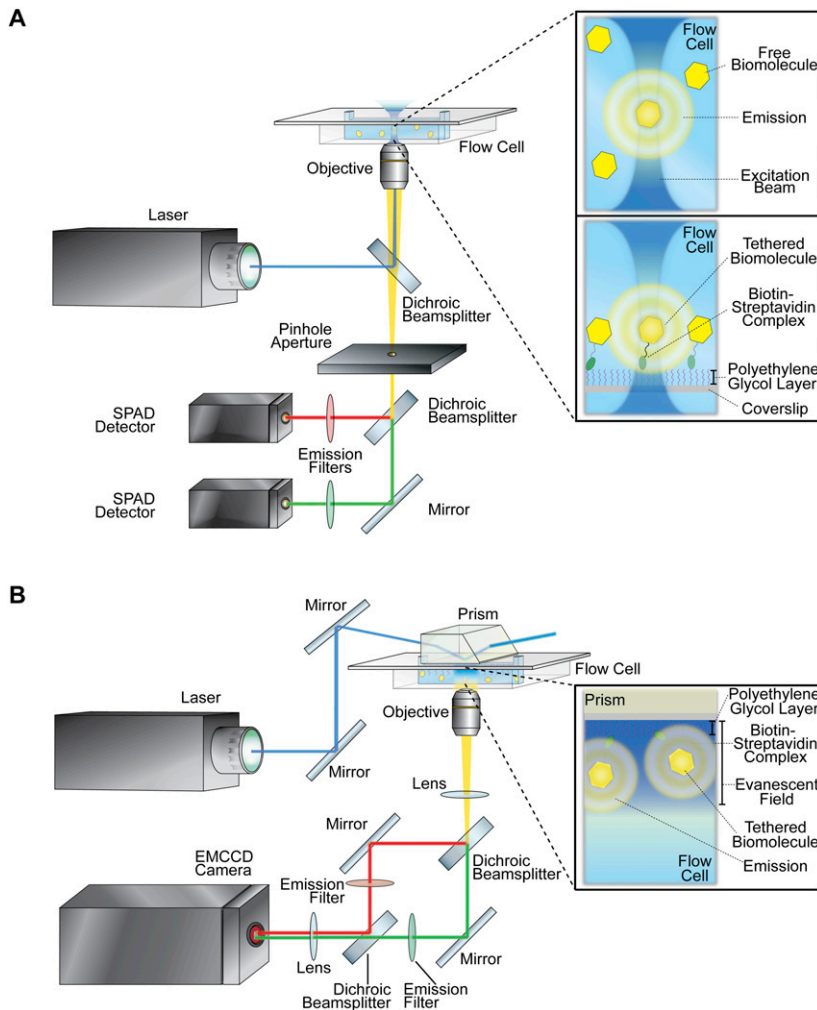 A
Flow
Cell
Free
Biomolecule
Emission
Excitation
Beam
Flow Cell
Objective
Laser
Dichroic
Beamsplitter
Pinhole
Aperture
SPAD
Detector
Dichroic
Beamsplitter
Emission
Filters
SPAD
Detector
Mirror
Flow
Cell
Tethered
Biomolecule
Biotin-
Streptavidin
Complex
Polyethylene
Glycol Layer
Coverslip
B
Mirror
Prism
Flow Cell
Laser
Objective
Mirror
Lens
Mirror
Dichroic
Beamsplitter
EMCCD
Camera
Emission
Filter
Lens
Mirror
Dichroic
Beamsplitter
Emission
Filter
Prism
Polyethylene
Glycol Layer
Biotin-
Streptavidin
Complex
Evanescent
Field
Tethered
Biomolecule
Emission
Flow
Cell